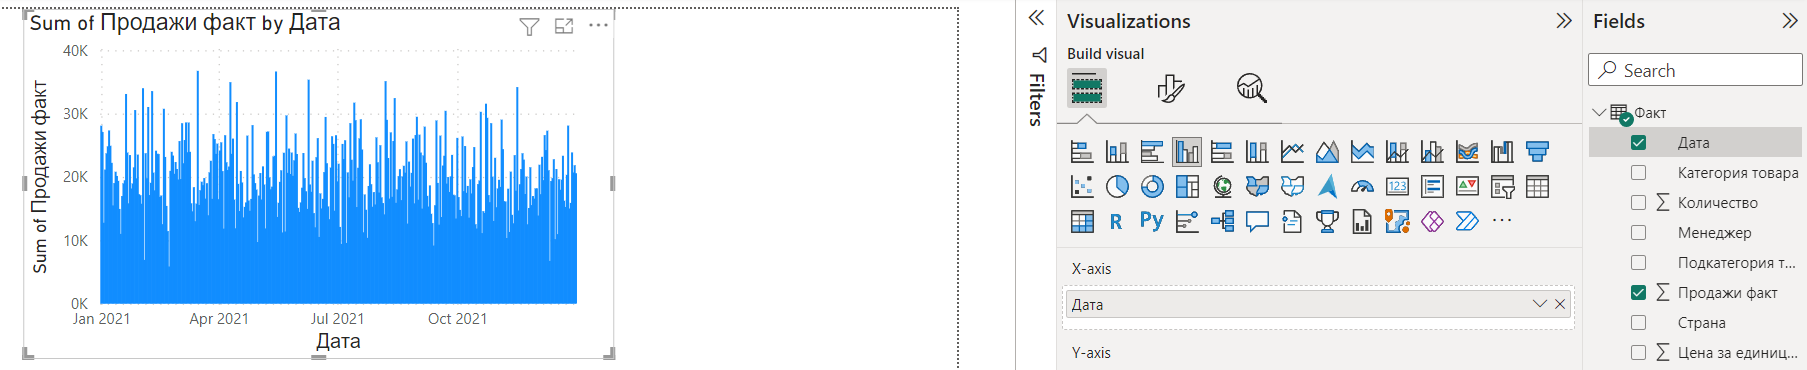 Sum of Продажи факт by Дата
Sum of Продажи факт
40K
30K
20K
10K
0K
Jan 2021
Apr 2021
Jul 2021
Oct 2021
Дата
Filters
Visualizations
Build visual
123
R
Py
X-axis
Дата
Y-axis
Fields
Search
Факт
Дата
Категория товара
Количество
Менеджер
Подкатегория т...
Продажи факт
Страна
Цена за единиц...